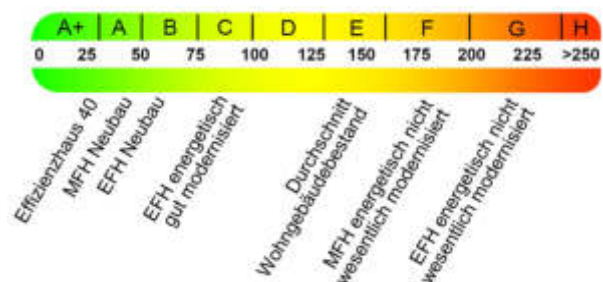 A+ A B C D E F G H
0 25 50 75 100 125 150 175 200 225 >250
Effizienzhaus 40
MFH Neubau
EFH Neubau
EFH energetisch
gut modernisiert
Durchschnitt
Wohngebäudebestand
MFH energetisch nicht
wesentlich modernisiert
EFH energetisch nicht
wesentlich modernisiert